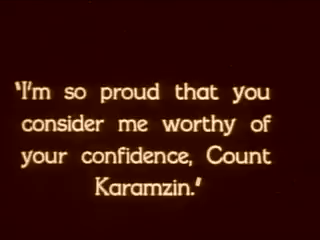 'I'm so proud that you
consider me worthy of
your confidence, Count
Karamzin.'